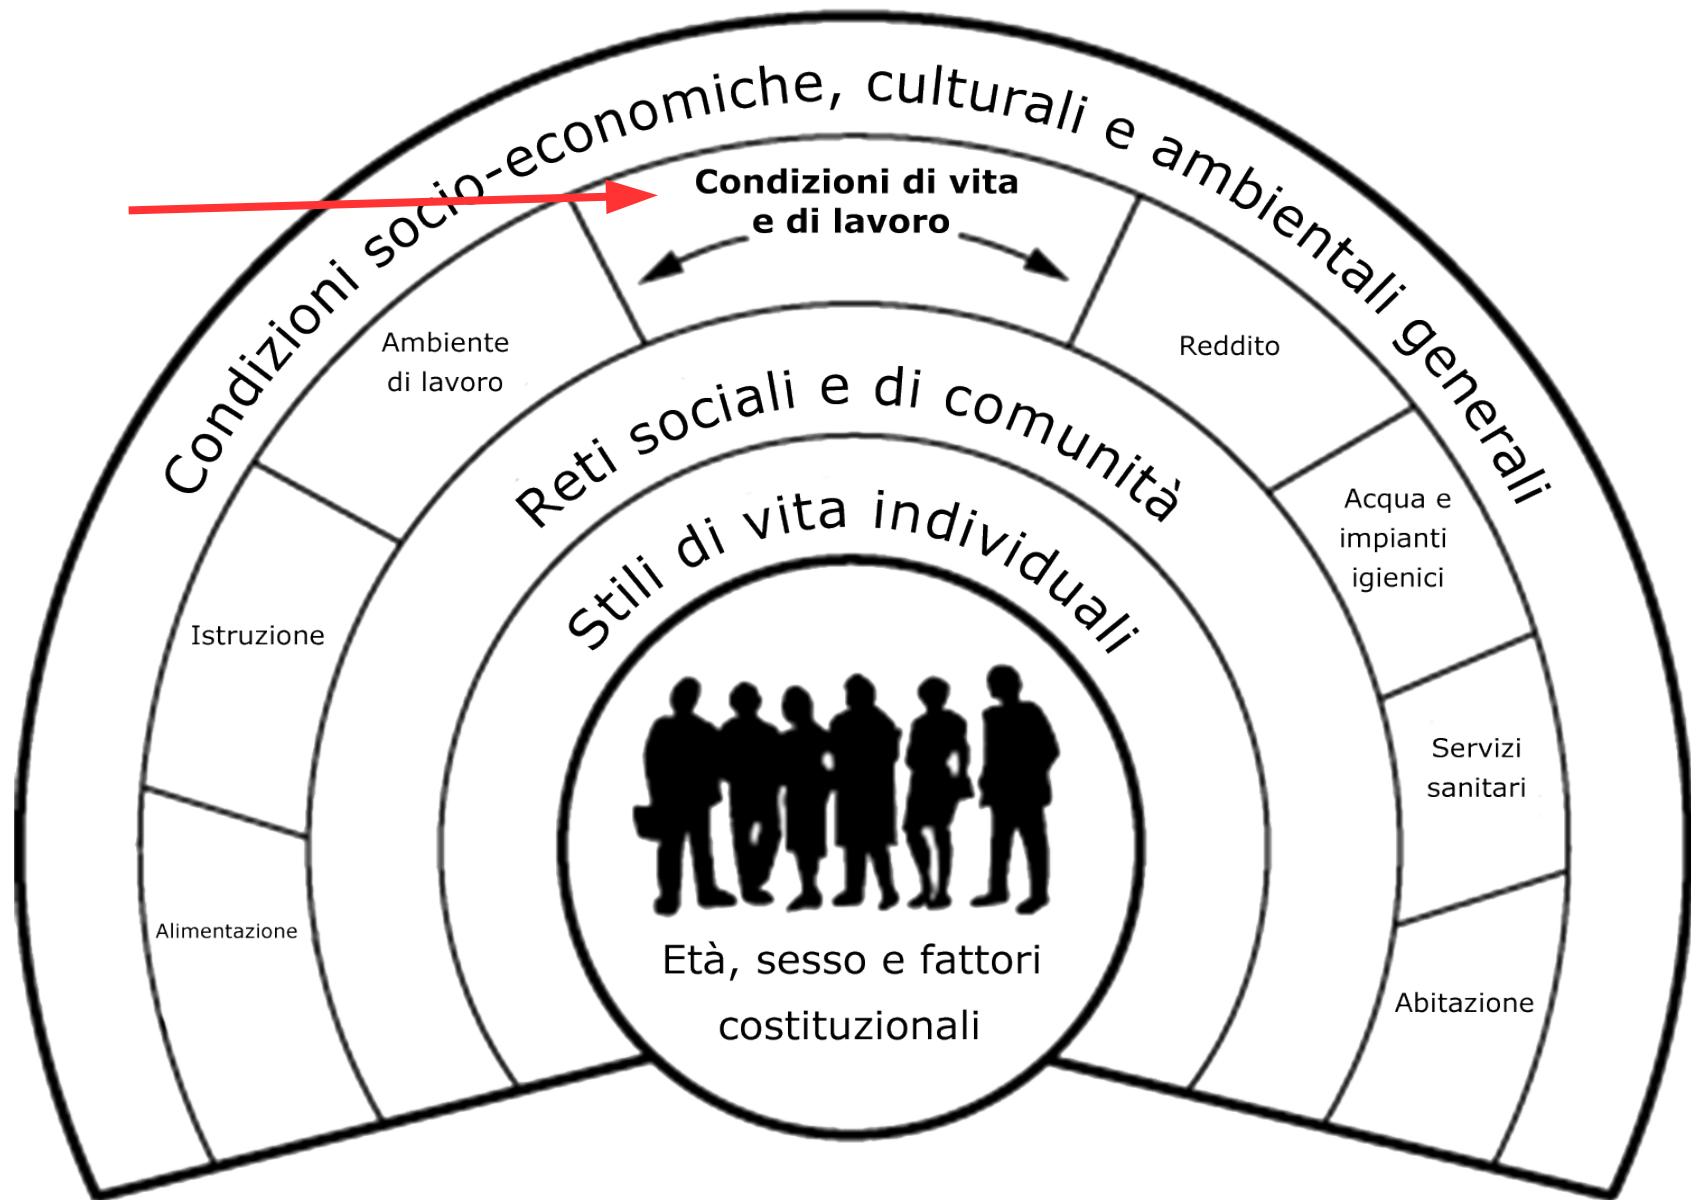 Condizioni socio-economiche, culturali e ambientali generali
Condizioni di vita
e di lavoro
Ambiente
di lavoro
Reddito
Reti sociali e di comunità
Acqua e
impianti
igienici
Stili di vita individuali
Istruzione
Servizi
sanitari
Alimentazione
Età, sesso e fattori
costituzionali
Abitazione